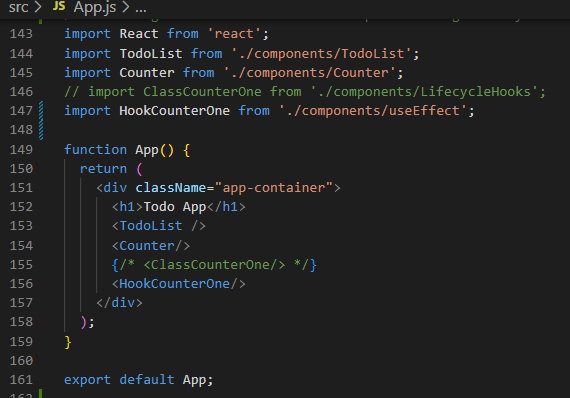 src > JS App.js > ...
143 import React from 'react';
144 import TodoList from './components/TodoList';
145 import Counter from './components/Counter';
146 // import ClassCounterOne from './components/LifecycleHooks';
147 import HookCounterOne from './components/useEffect';
148
149 function App() {
150   return (
151     <div className="app-container">
152       <h1>Todo App</h1>
153       <TodoList />
154       <Counter/>
155       {/* <ClassCounterOne/> */}
156       <HookCounterOne/>
157     </div>
158   );
159 }
160
161 export default App;
162